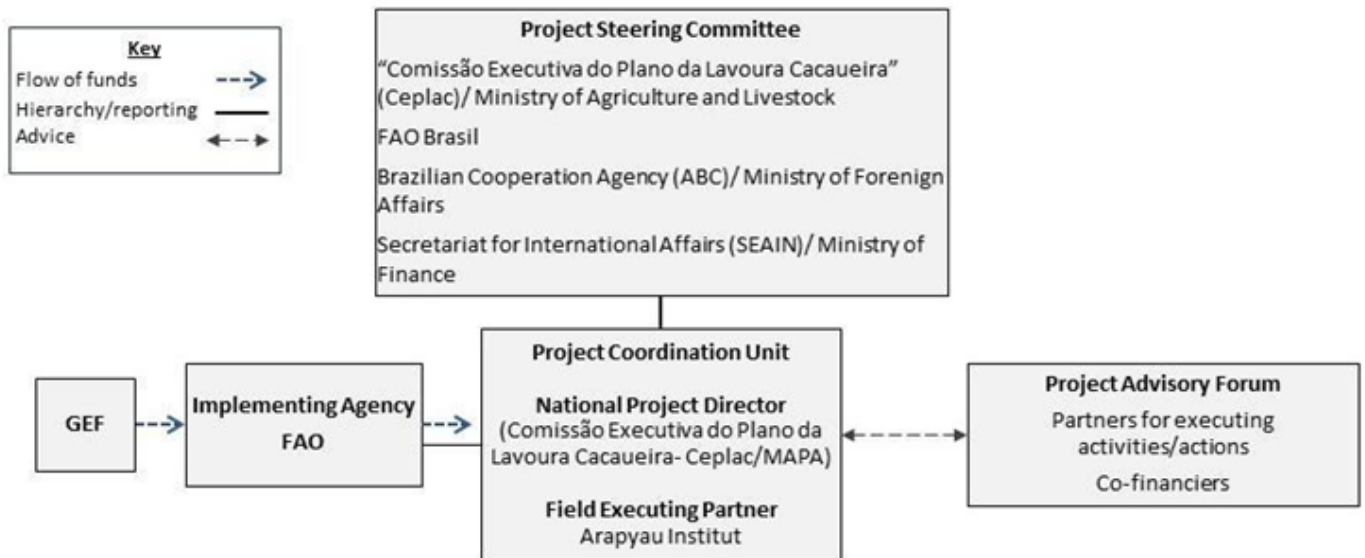 Key
Flow of funds
Hierarchy/reporting
Advice
Project Steering Committee
“Comissão Executiva do Plano da Lavoura Cacaueira”
(Ceplac)/ Ministry of Agriculture and Livestock
FAO Brasil
Brazilian Cooperation Agency (ABC)/ Ministry of Forenign
Affairs
Secretariat for International Affairs (SEAIN)/ Ministry of
Finance
GEF
Implementing Agency
FAO
Project Coordination Unit
National Project Director
(Comissão Executiva do Plano da
Lavoura Cacaueira- Ceplac/MAPA)
Field Executing Partner
Arapyau Institut
Project Advisory Forum
Partners for executing
activities/actions
Co-financiers